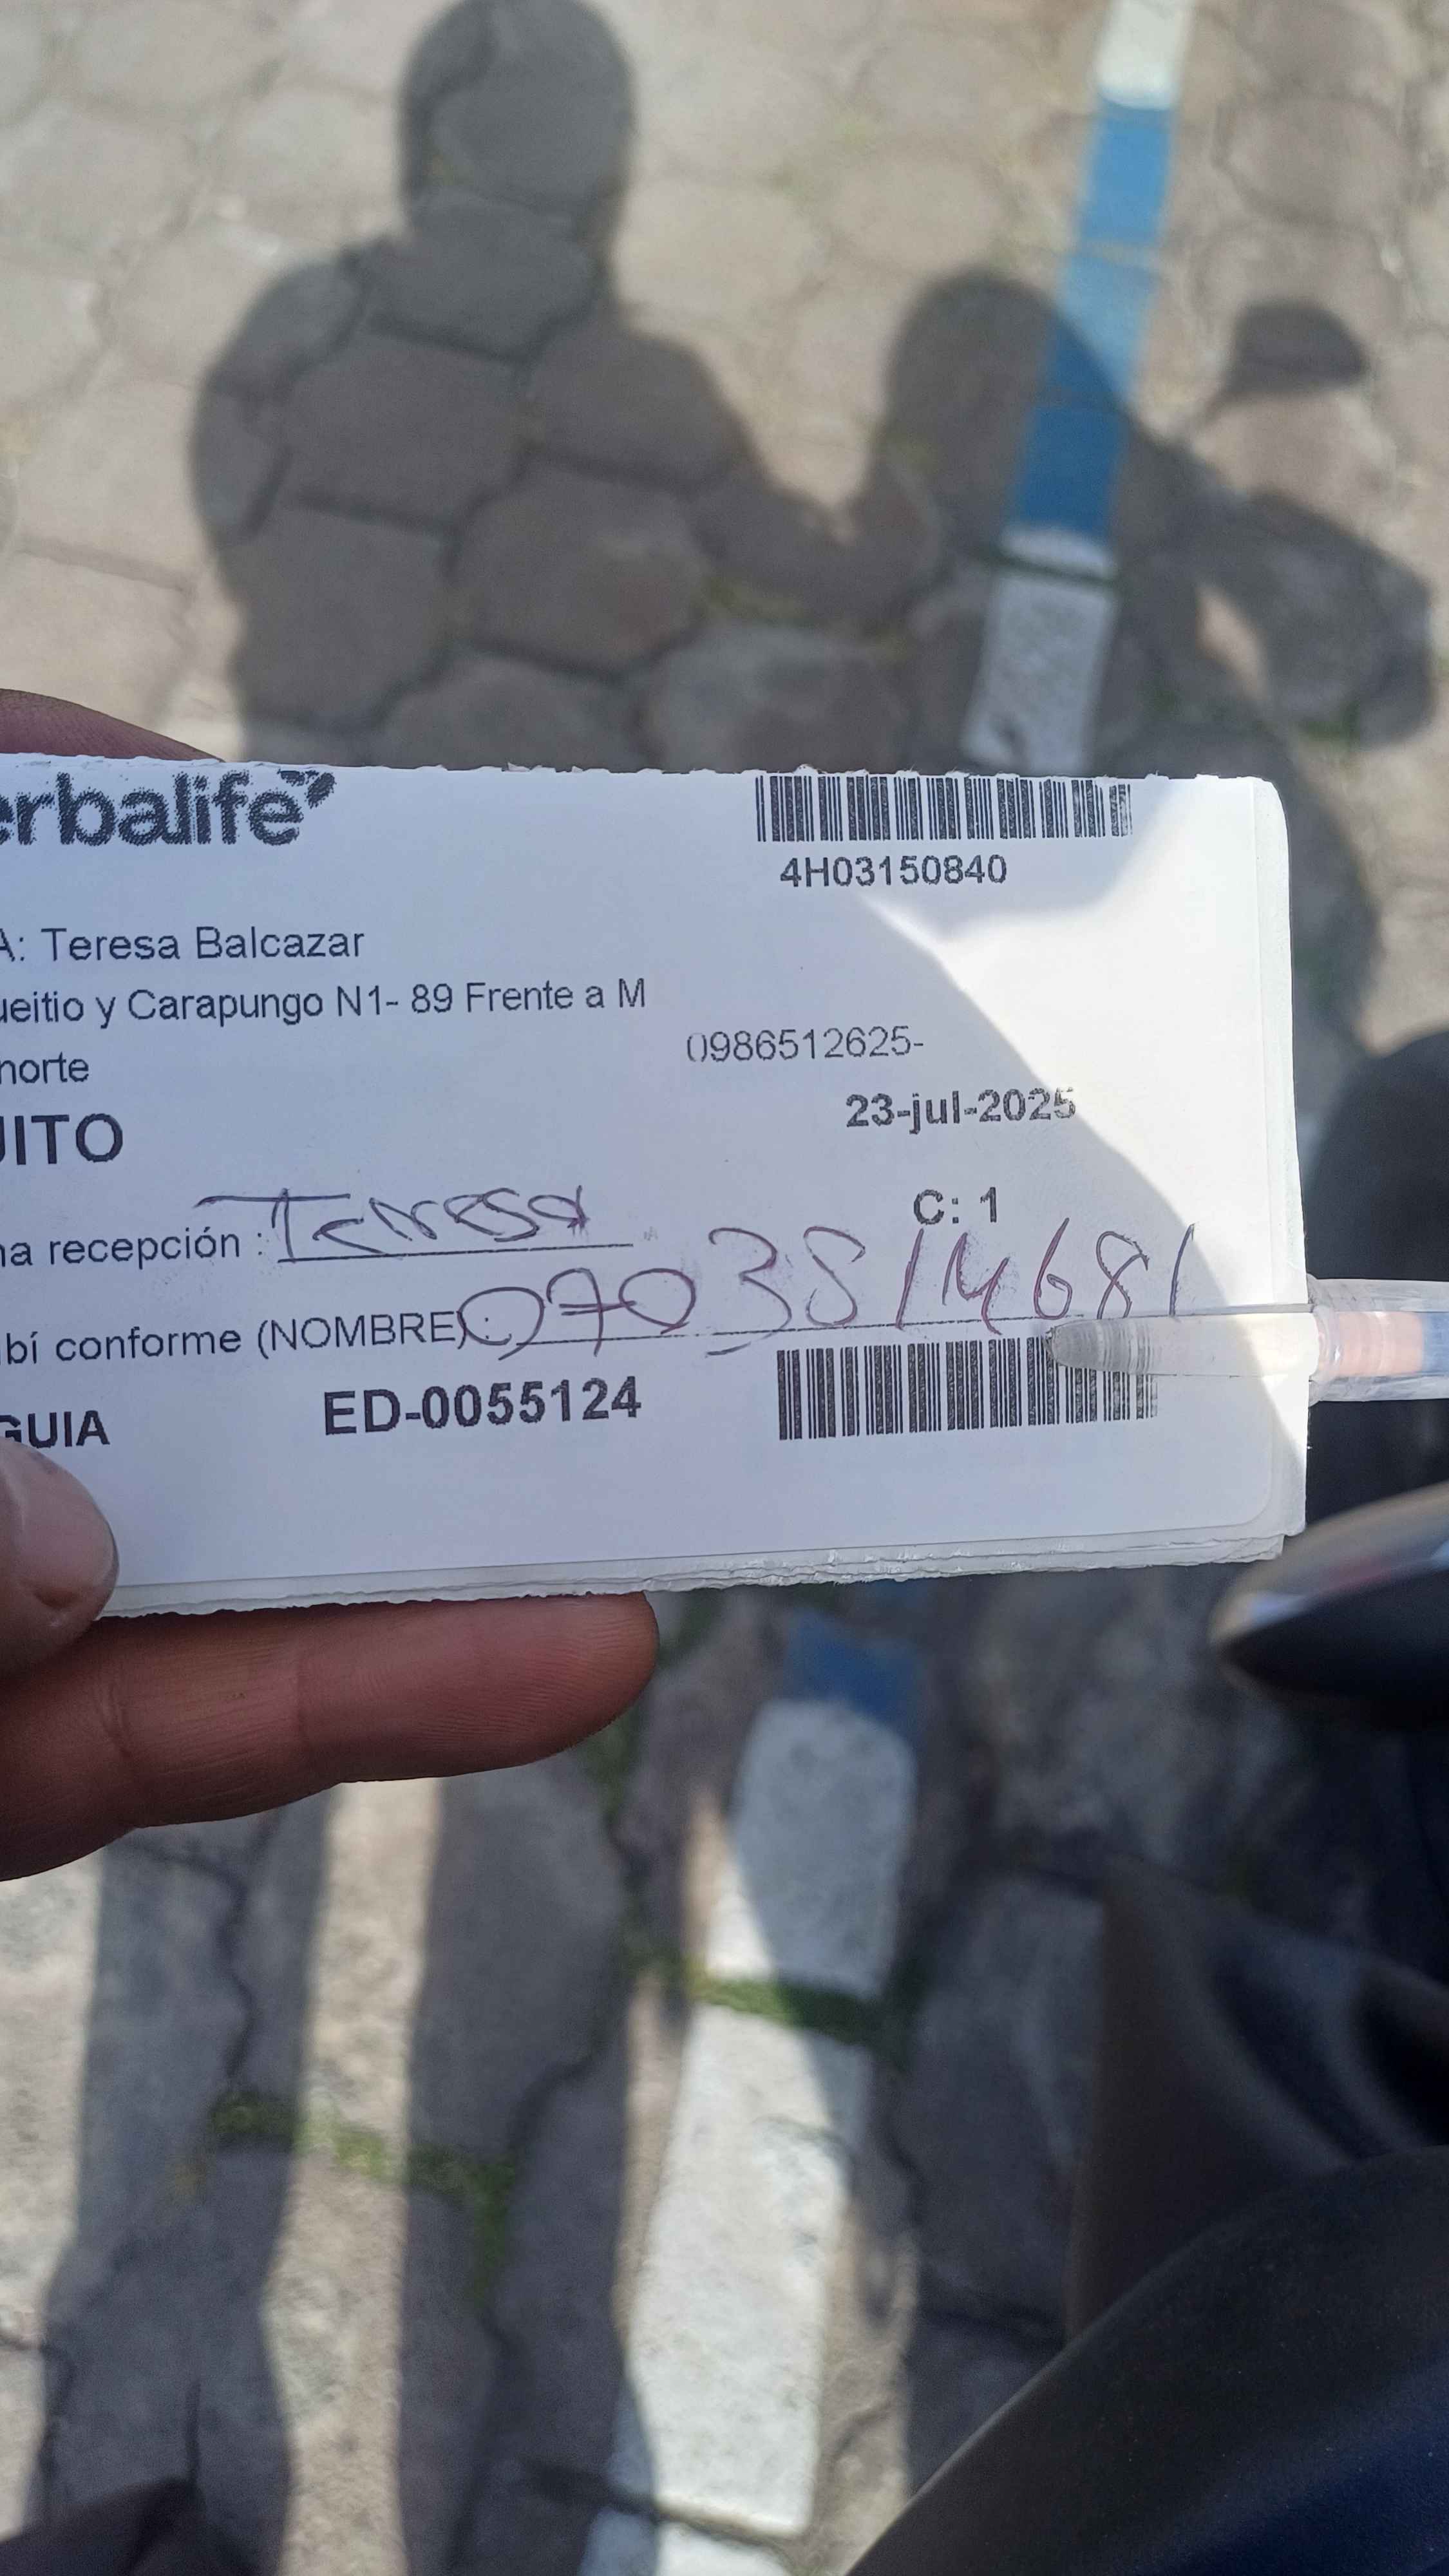 erbalife
4H03150840
A: Teresa Balcazar
ueitio y Carapungo N1- 89 Frente a M
0986512625-
norte
23-jul-2025
UITO
C: 1
na recepción : Teresa
ibí conforme (NOMBRE): 0703814681
GUIA ED-0055124